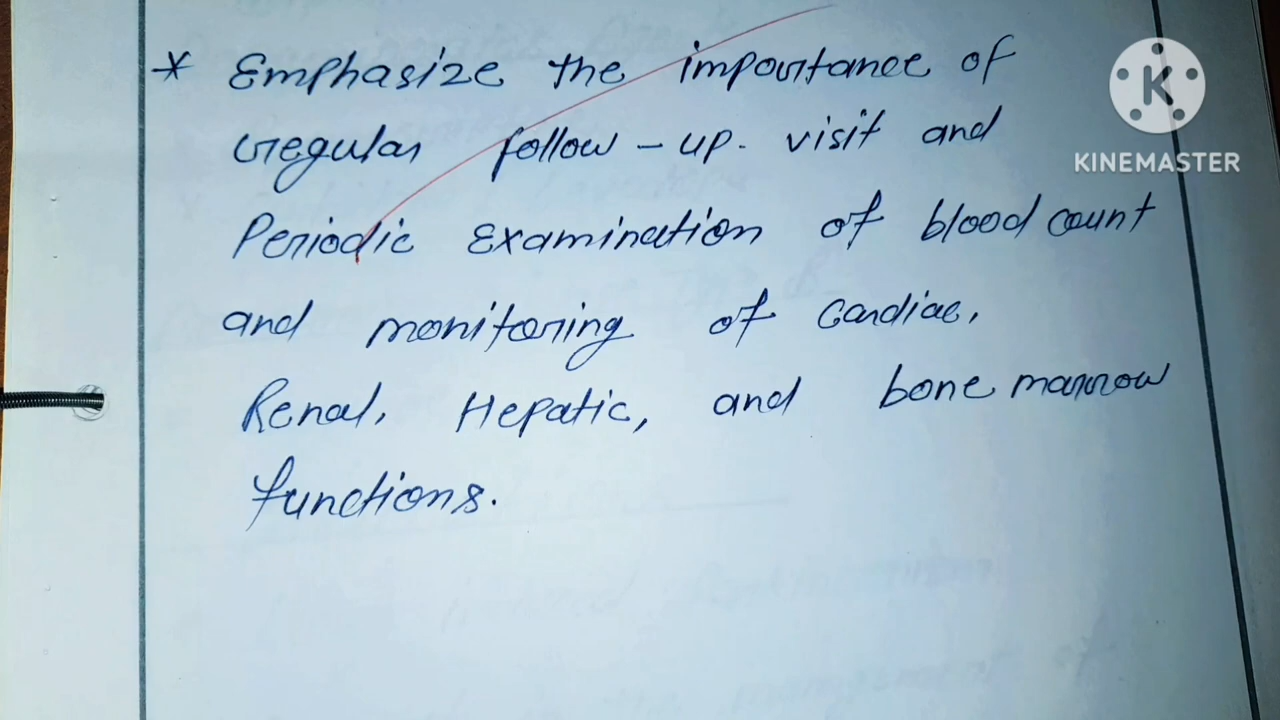 * Emphasize the importance of
regular follow-up. visit and
Periodic Examination of blood count
and monitoring of cardiac,
Renal, Hepatic, and bone marrow
functions.
K
KINEMASTER